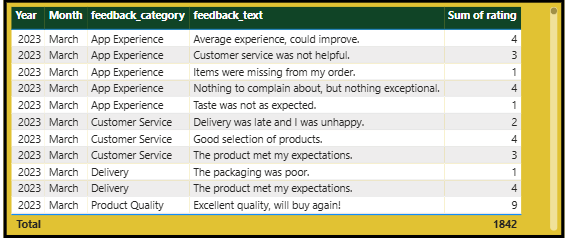 Year Month feedback_category feedback_text Sum of rating
2023 March App Experience Average experience, could improve. 4
2023 March App Experience Customer service was not helpful. 3
2023 March App Experience Items were missing from my order. 1
2023 March App Experience Nothing to complain about, but nothing exceptional. 4
2023 March App Experience Taste was not as expected. 1
2023 March Customer Service Delivery was late and I was unhappy. 2
2023 March Customer Service Good selection of products. 4
2023 March Customer Service The product met my expectations. 3
2023 March Delivery The packaging was poor. 1
2023 March Delivery The product met my expectations. 4
2023 March Product Quality Excellent quality, will buy again! 9
Total 1842